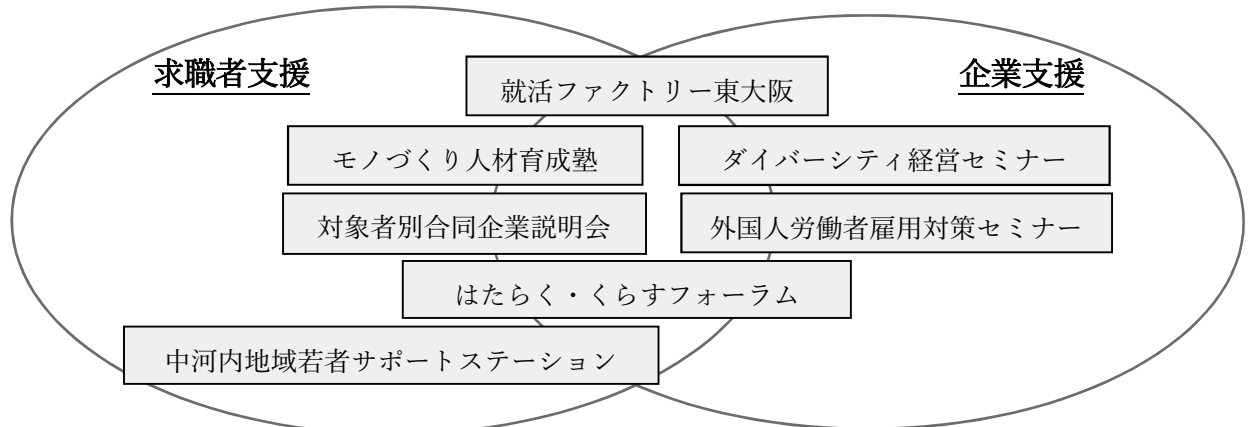 求職者支援
企業支援
就活ファクトリー東大阪
モノづくり人材育成塾
ダイバーシティ経営セミナー
対象者別合同企業説明会
外国人労働者雇用対策セミナー
はたらく・くらすフォーラム
中河内地域若者サポートステーション